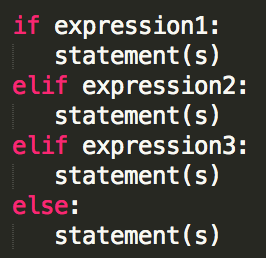 if expression1:
    statement(s)
elif expression2:
    statement(s)
elif expression3:
    statement(s)
else:
    statement(s)